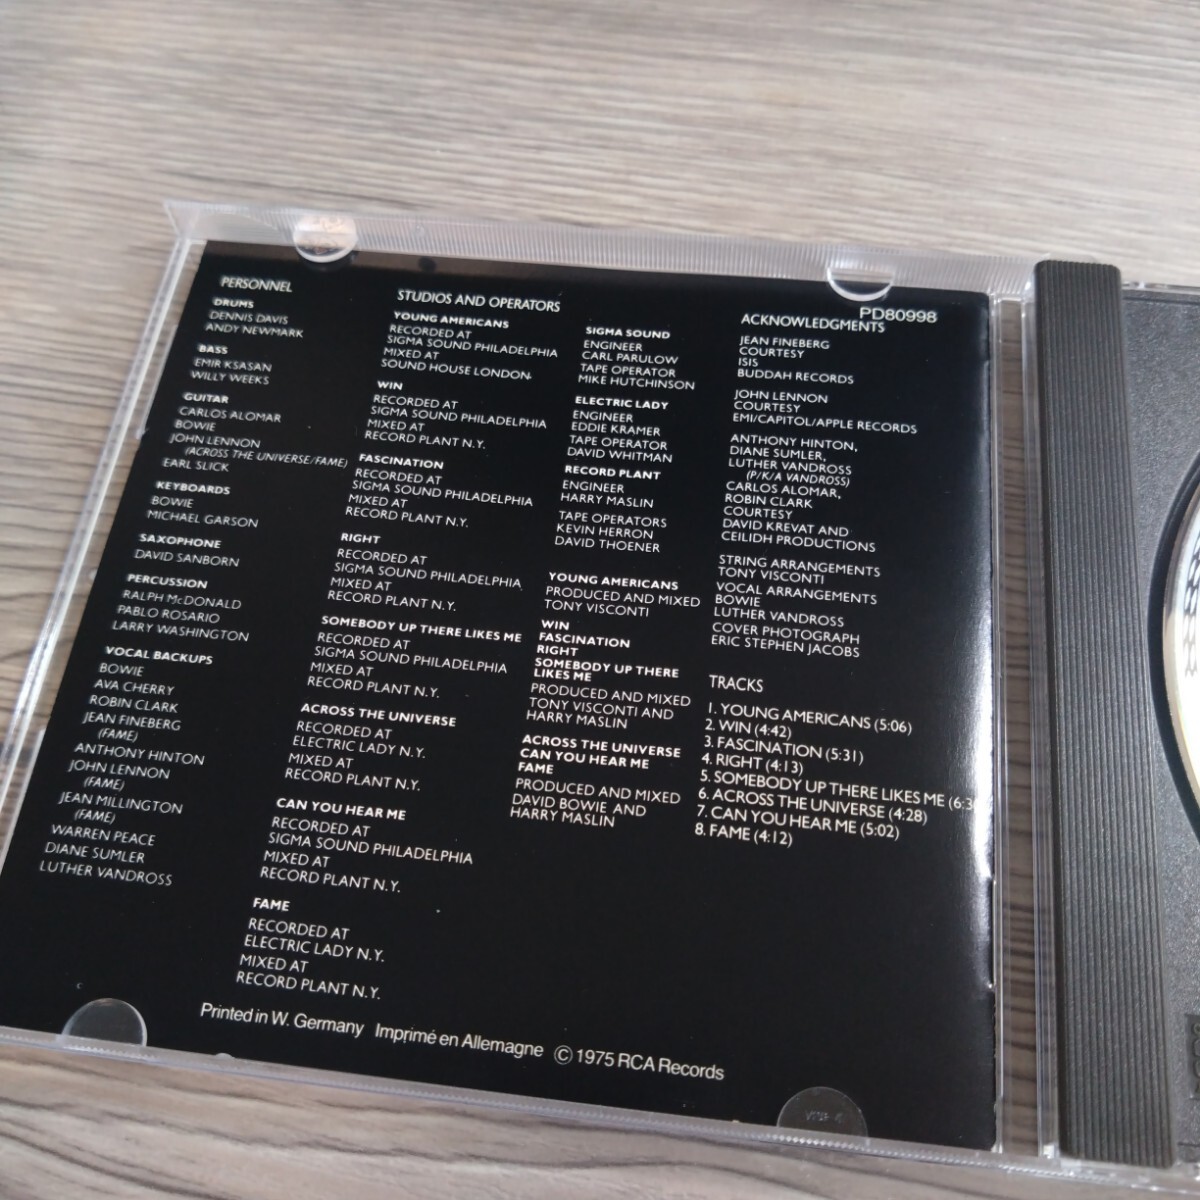 PERSONNEL
DRUMS
DENNIS DAVIS
ANDY NEWMARK
BASS
EMIR KSASAN
WILLY WEEKS
GUITAR
CARLOS ALOMAR
BOWIE
JOHN LENNON
(ACROSS THE UNIVERSE/FAME)
EARL SLICK
KEYBOARDS
BOWIE
MICHAEL GARSON
SAXOPHONE
DAVID SANBORN
PERCUSSION
RALPH McDONALD
PABLO ROSARIO
LARRY WASHINGTON
VOCAL BACKUPS
BOWIE
AVA CHERRY
ROBIN CLARK
JEAN FINEBERG
(FAME)
ANTHONY HINTON
JOHN LENNON
(FAME)
JEAN MILLINGTON
(FAME)
WARREN PEACE
DIANE SUMLER
LUTHER VANDROSS
STUDIOS AND OPERATORS
YOUNG AMERICANS
RECORDED AT
SIGMA SOUND PHILADELPHIA
MIXED AT
SOUND HOUSE LONDON
WIN
RECORDED AT
SIGMA SOUND PHILADELPHIA
MIXED AT
RECORD PLANT N.Y.
FASCINATION
RECORDED AT
SIGMA SOUND PHILADELPHIA
MIXED AT
RECORD PLANT N.Y.
RIGHT
RECORDED AT
SIGMA SOUND PHILADELPHIA
MIXED AT
RECORD PLANT N.Y.
SOMEBODY UP THERE LIKES ME
RECORDED AT
SIGMA SOUND PHILADELPHIA
MIXED AT
RECORD PLANT N.Y.
ACROSS THE UNIVERSE
RECORDED AT
ELECTRIC LADY N.Y.
MIXED AT
RECORD PLANT N.Y.
CAN YOU HEAR ME
RECORDED AT
SIGMA SOUND PHILADELPHIA
MIXED AT
RECORD PLANT N.Y.
FAME
RECORDED AT
ELECTRIC LADY N.Y.
MIXED AT
RECORD PLANT N.Y.
SIGMA SOUND
ENGINEER
CARL PARULOW
TAPE OPERATOR
MIKE HUTCHINSON
ELECTRIC LADY
ENGINEER
EDDIE KRAMER
TAPE OPERATOR
DAVID WHITMAN
RECORD PLANT
ENGINEER
HARRY MASLIN
TAPE OPERATORS
KEVIN HERRON
DAVID THOENER
YOUNG AMERICANS
PRODUCED AND MIXED
TONY VISCONTI
WIN
FASCINATION
RIGHT
SOMEBODY UP THERE
LIKES ME
PRODUCED AND MIXED
TONY VISCONTI AND
HARRY MASLIN
ACROSS THE UNIVERSE
CAN YOU HEAR ME
FAME
PRODUCED AND MIXED
DAVID BOWIE AND
HARRY MASLIN
PD80998
ACKNOWLEDGMENTS
JEAN FINEBERG
COURTESY
ISIS
BUDDAH RECORDS
JOHN LENNON
COURTESY
EMI/CAPITOL/APPLE RECORDS
ANTHONY HINTON,
DIANE SUMLER,
LUTHER VANDROSS
(P/K/A VANDROSS)
CARLOS ALOMAR,
ROBIN CLARK
COURTESY
DAVID KREVAT AND
CEILIDH PRODUCTIONS
STRING ARRANGEMENTS
TONY VISCONTI
VOCAL ARRANGEMENTS
BOWIE
LUTHER VANDROSS
COVER PHOTOGRAPH
ERIC STEPHEN JACOBS
TRACKS
1. YOUNG AMERICANS (5:06)
2. WIN (4:42)
3. FASCINATION (5:31)
4. RIGHT (4:13)
5. SOMEBODY UP THERE LIKES ME
6. ACROSS THE UNIVERSE (4:28)
7. CAN YOU HEAR ME (5:02)
8. FAME (4:12)
Printed in W. Germany Imprimé en Allemagne © 1975 RCA Records